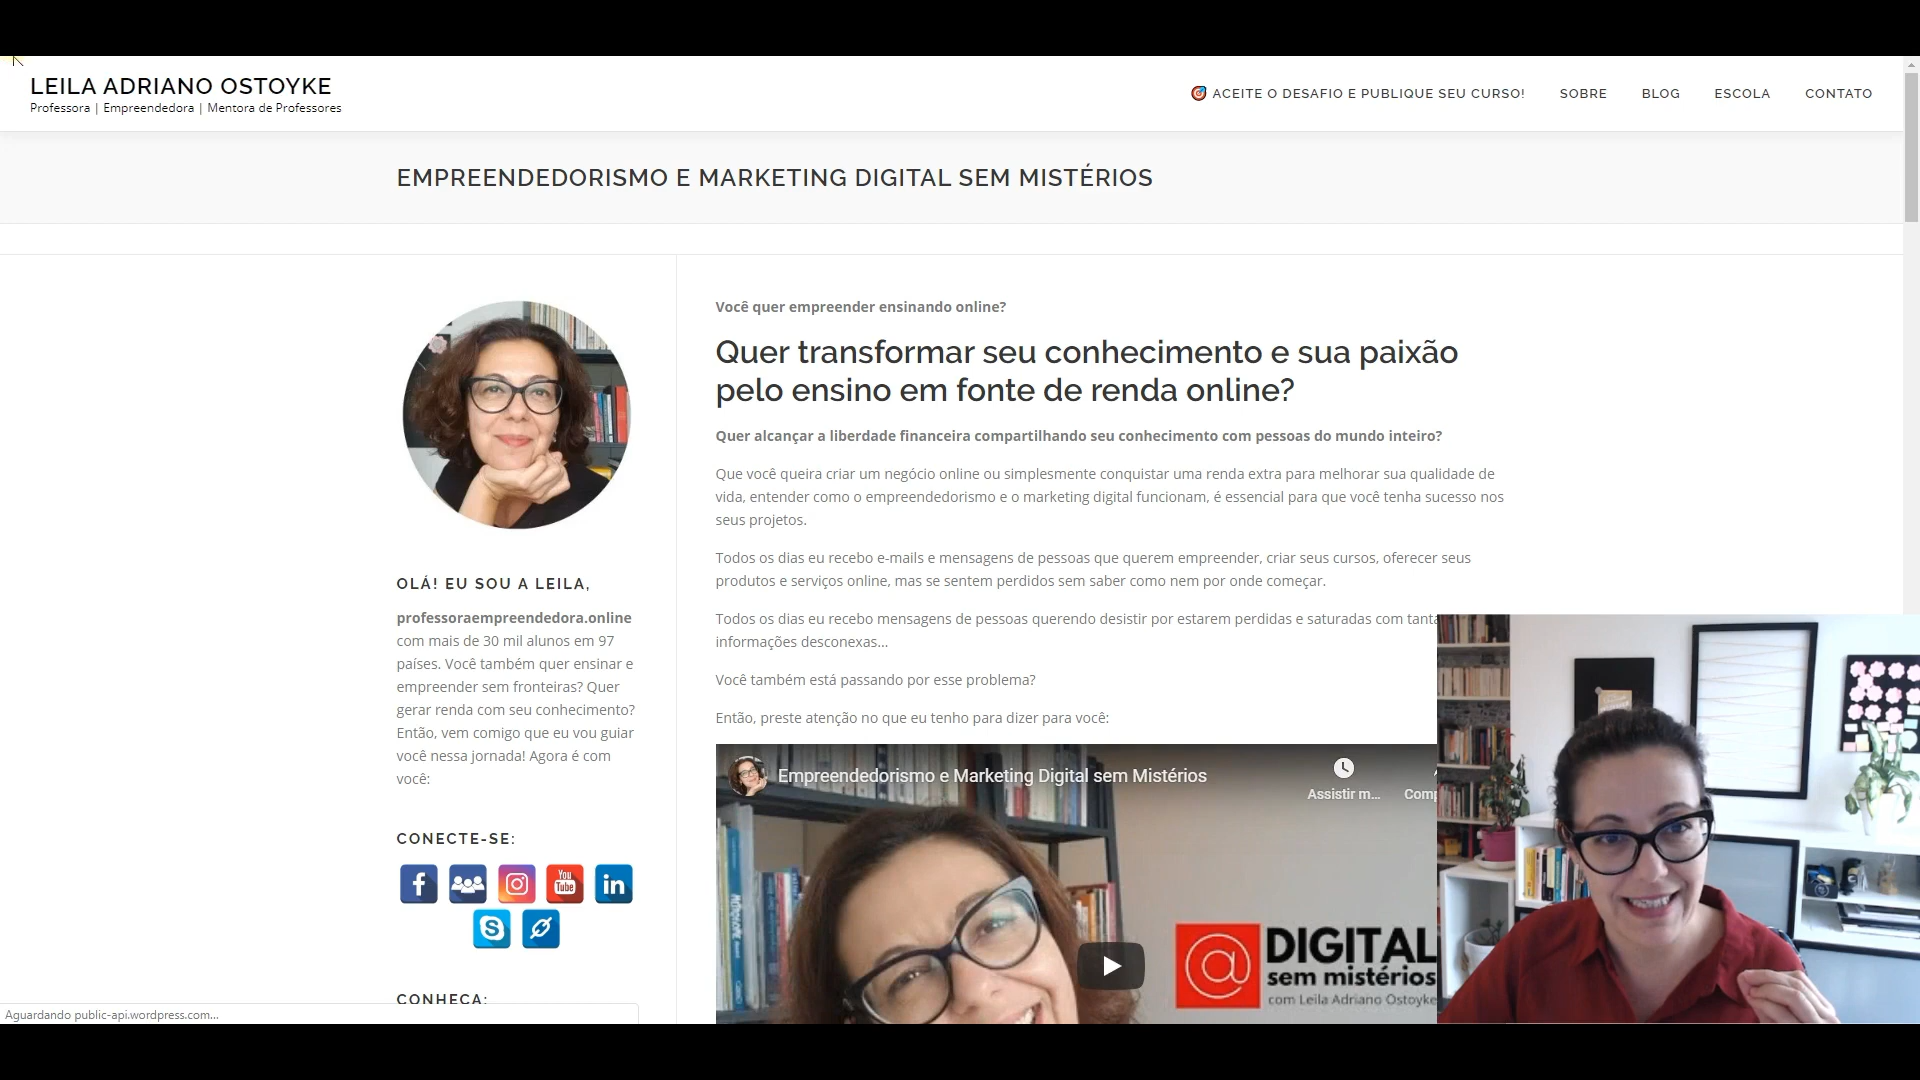 LEILA ADRIANO OSTOYKE
Professora | Empreendedora | Mentora de Professores
ACEITE O DESAFIO E PUBLIQUE SEU CURSO!
SOBRE
BLOG
ESCOLA
CONTATO
EMPREENDEDORISMO E MARKETING DIGITAL SEM MISTÉRIOS
OLÁ! EU SOU A LEILA,
professoraempreendedora.online
com mais de 30 mil alunos em 97
países. Você também quer ensinar e
empreender sem fronteiras? Quer
gerar renda com seu conhecimento?
Então, vem comigo que eu vou guiar
você nessa jornada! Agora é com
você:
CONECTE-SE:
You
Tube
in
CONHEÇA:
Você quer empreender ensinando online?
Quer transformar seu conhecimento e sua paixão
pelo ensino em fonte de renda online?
Quer alcançar a liberdade financeira compartilhando seu conhecimento com pessoas do mundo inteiro?
Que você queira criar um negócio online ou simplesmente conquistar uma renda extra para melhorar sua qualidade de
vida, entender como o empreendedorismo e o marketing digital funcionam, é essencial para que você tenha sucesso nos
seus projetos.
Todos os dias eu recebo e-mails e mensagens de pessoas que querem empreender, criar seus cursos, oferecer seus
produtos e serviços online, mas se sentem perdidos sem saber como nem por onde começar.
Todos os dias eu recebo mensagens de pessoas querendo desistir por estarem perdidas e saturadas com tanta
informações desconexas...
Você também está passando por esse problema?
Então, preste atenção no que eu tenho para dizer para você:
Empreendedorismo e Marketing Digital sem Mistérios
Assistir m...
Comp
@
DIGITAL
sem mistérios
com Leila Adriano Ostoyke
Aguardando public-api.wordpress.com...